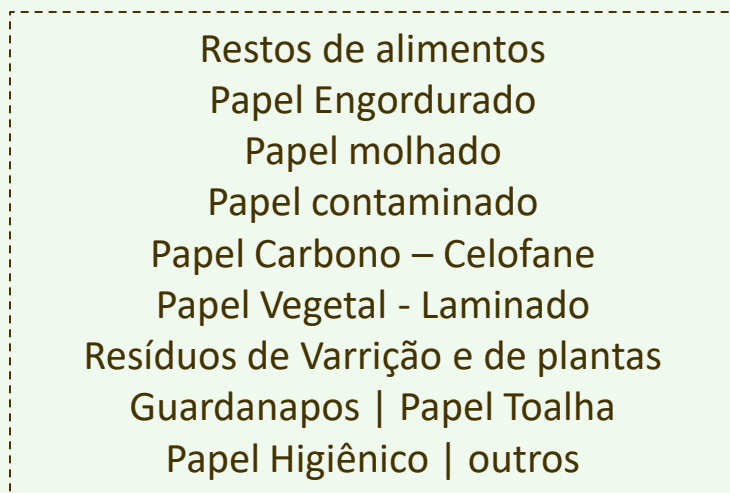 Restos de alimentos
Papel Engordurado
Papel molhado
Papel contaminado
Papel Carbono – Celofane
Papel Vegetal - Laminado
Resíduos de Varrição e de plantas
Guardanapos | Papel Toalha
Papel Higiênico | outros